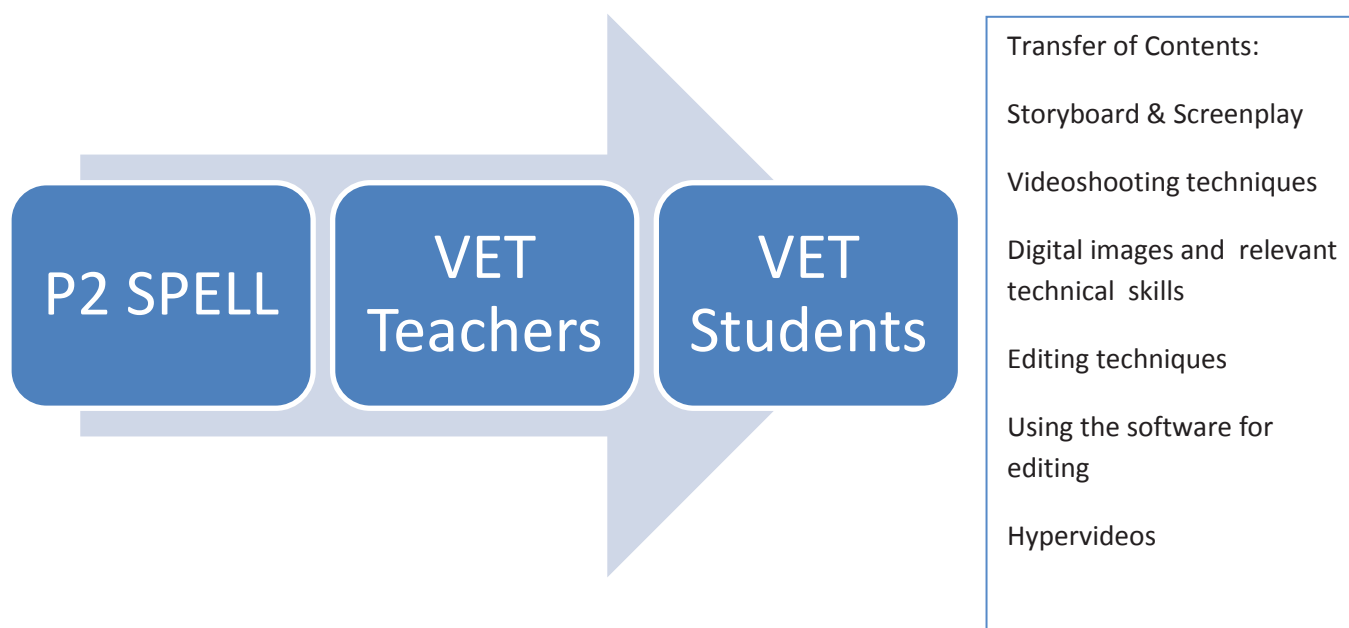 P2 SPELL
VET
Teachers
VET
Students
Transfer of Contents:
Storyboard & Screenplay
Videoshooting techniques
Digital images and relevant
technical skills
Editing techniques
Using the software for
editing
Hypervideos